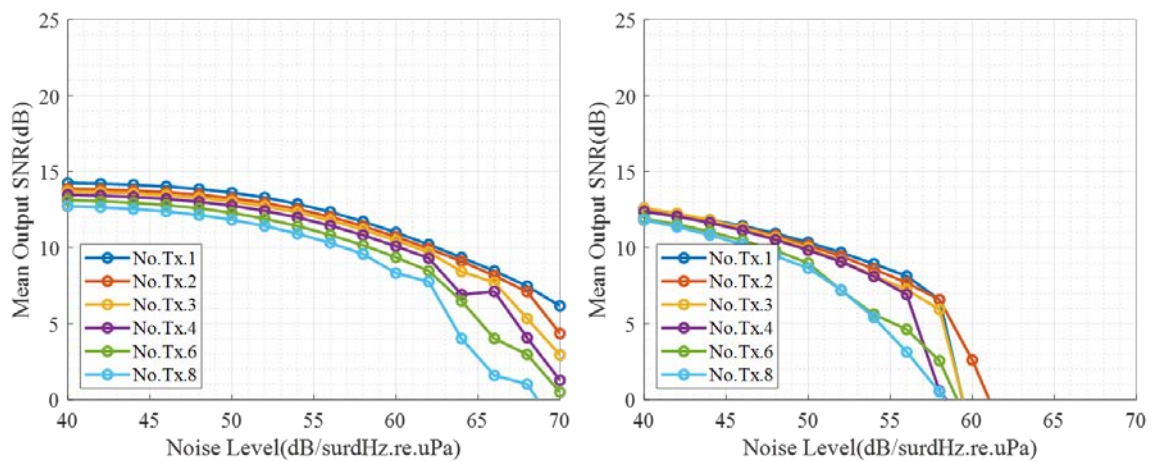 25
20
15
10
5
0
Mean Output SNR(dB)
No.Tx.1
No.Tx.2
No.Tx.3
No.Tx.4
No.Tx.6
No.Tx.8
40 45 50 55 60 65 70
Noise Level(dB/surdHz.re.uPa)
25
20
15
10
5
0
Mean Output SNR(dB)
No.Tx.1
No.Tx.2
No.Tx.3
No.Tx.4
No.Tx.6
No.Tx.8
40 45 50 55 60 65 70
Noise Level(dB/surdHz.re.uPa)